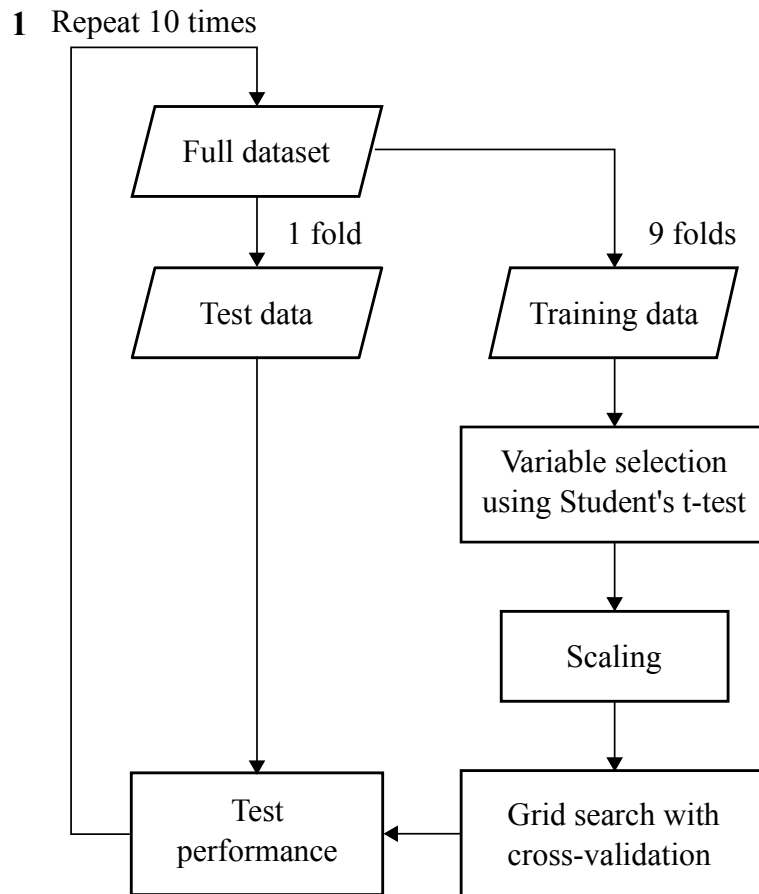 1 Repeat 10 times
Full dataset
1 fold
9 folds
Test data
Training data
Variable selection
using Student's t-test
Scaling
Grid search with
cross-validation
Test
performance